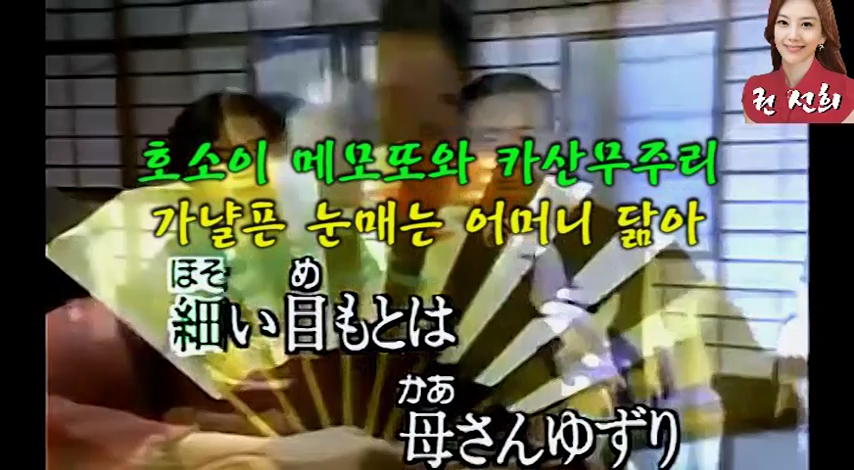 권 선희
호소이 메모또와 카산무주리
가냘픈 눈매는 어머니 닮아
ほそ め
細い目もとは
かあ
母さんゆずり